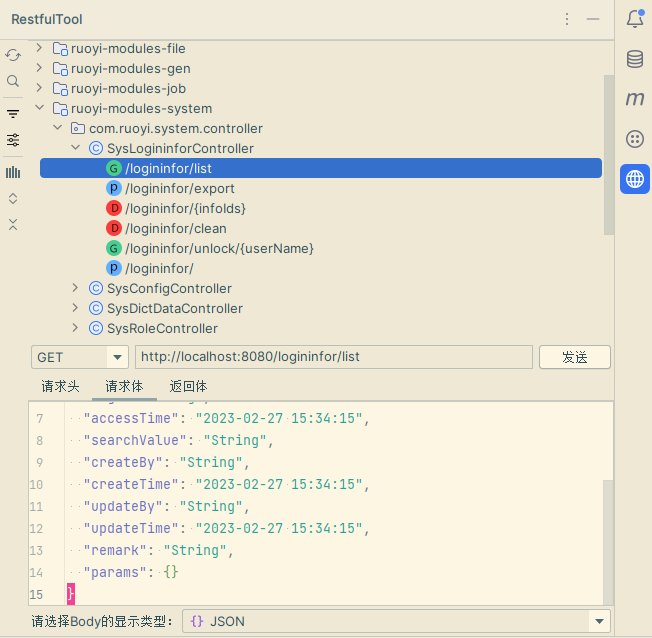 RestfulTool
ruoyi-modules-file
ruoyi-modules-gen
ruoyi-modules-job
ruoyi-modules-system
com.ruoyi.system.controller
C SysLogininforController
G /logininfor/list
P /logininfor/export
D /logininfor/{infoIds}
D /logininfor/clean
G /logininfor/unlock/{userName}
P /logininfor/
C SysConfigController
C SysDictDataController
C SysRoleController
m
GET http://localhost:8080/logininfor/list 发送
请求头 请求体 返回体
7 "accessTime": "2023-02-27 15:34:15",
8 "searchValue": "String",
9 "createBy": "String",
10 "createTime": "2023-02-27 15:34:15",
11 "updateBy": "String",
12 "updateTime": "2023-02-27 15:34:15",
13 "remark": "String",
14 "params": {}
15 }
请选择Body的显示类型: {} JSON